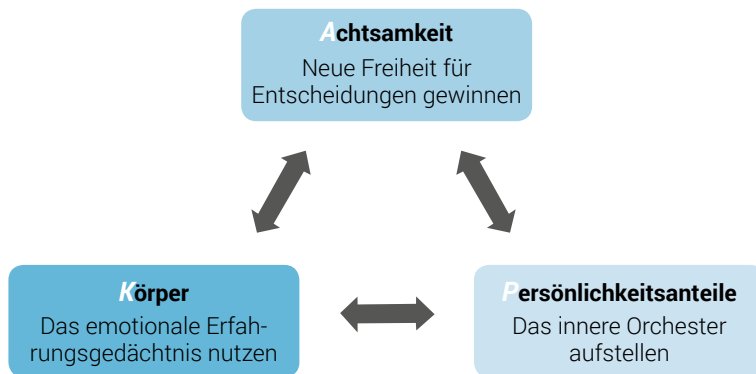 Achtsamkeit
Neue Freiheit für
Entscheidungen gewinnen
Körper
Das emotionale Erfah-
rungsgedächtnis nutzen
Persönlichkeitsanteile
Das innere Orchester
aufstellen